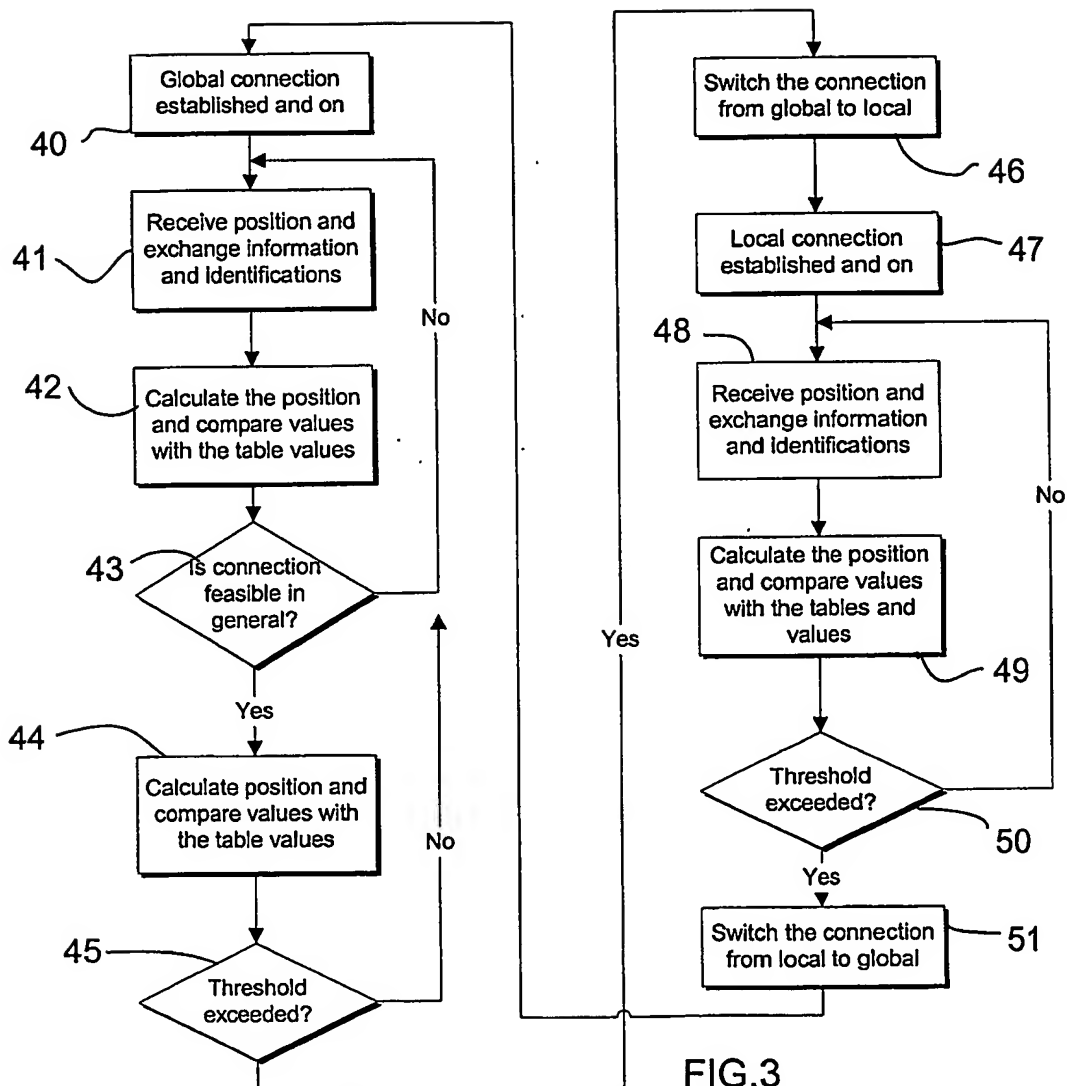 Global connection
established and on
40
Receive position and
exchange information
and identifications
41
No
Calculate the position
and compare values
with the table values
42
Is connection
feasible in
general?
43
Yes
44
Calculate position and
compare values with
the table values
No
45
Threshold
exceeded?
Yes
Switch the connection
from global to local
46
Local connection
established and on
47
48
Receive position and
exchange information
and identifications
No
Calculate the position
and compare values
with the tables and
values
49
Threshold
exceeded?
50
Yes
Switch the connection
from local to global
51
FIG.3